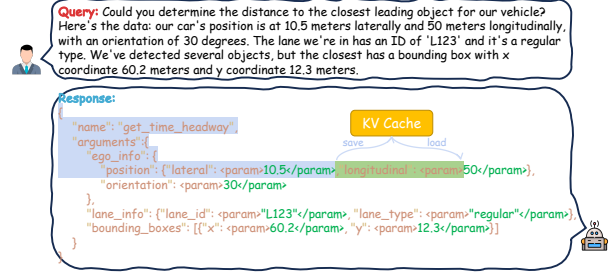 Query: Could you determine the distance to the closest leading object for our vehicle?
Here's the data: our car's position is at 10.5 meters laterally and 50 meters longitudinally,
with an orientation of 30 degrees. The lane we're in has an ID of 'L123' and it's a regular
type. We've detected several objects, but the closest has a bounding box with x
coordinate 60.2 meters and y coordinate 12.3 meters.
Response:
{
"name": "get_time_headway",
KV Cache
"arguments":{
save load
"ego_info": {
"position": {"lateral": <param>10.5</param>, longitudinal : <param>50</param>},
"orientation": <param>30</param>
},
"lane_info": {"lane_id": <param>"L123"</param>, "lane_type": <param>"regular"</param>},
"bounding_boxes": [{"x": <param>60.2</param>, "y": <param>12.3</param>}]
}
}